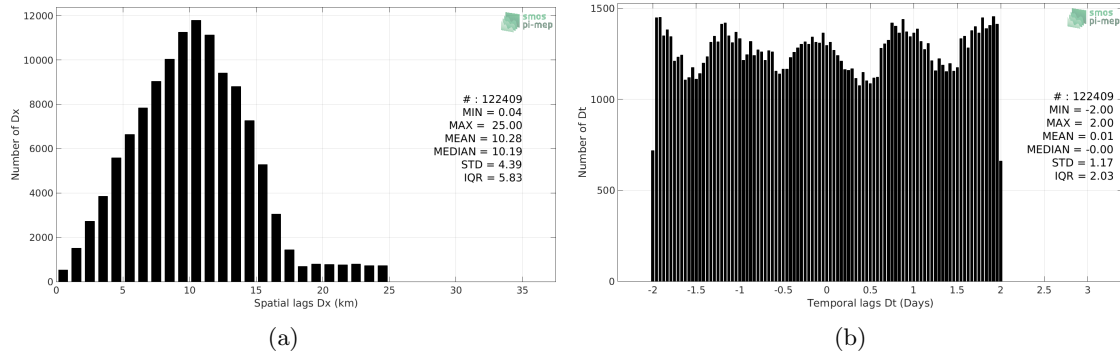 smos
pi-mep
12000
10000
8000
6000
4000
2000
0
Number of Dx
# : 122409
MIN = 0.04
MAX = 25.00
MEAN = 10.28
MEDIAN = 10.19
STD = 4.39
IQR = 5.83
0 5 10 15 20 25 30 35
Spatial lags Dx (km)
(a)
smos
pi-mep
1500
1000
500
0
Number of Dt
# : 122409
MIN = -2.00
MAX = 2.00
MEAN = 0.01
MEDIAN = -0.00
STD = 1.17
IQR = 2.03
-2 -1.5 -1 -0.5 0 0.5 1 1.5 2 2.5 3
Temporal lags Dt (Days)
(b)